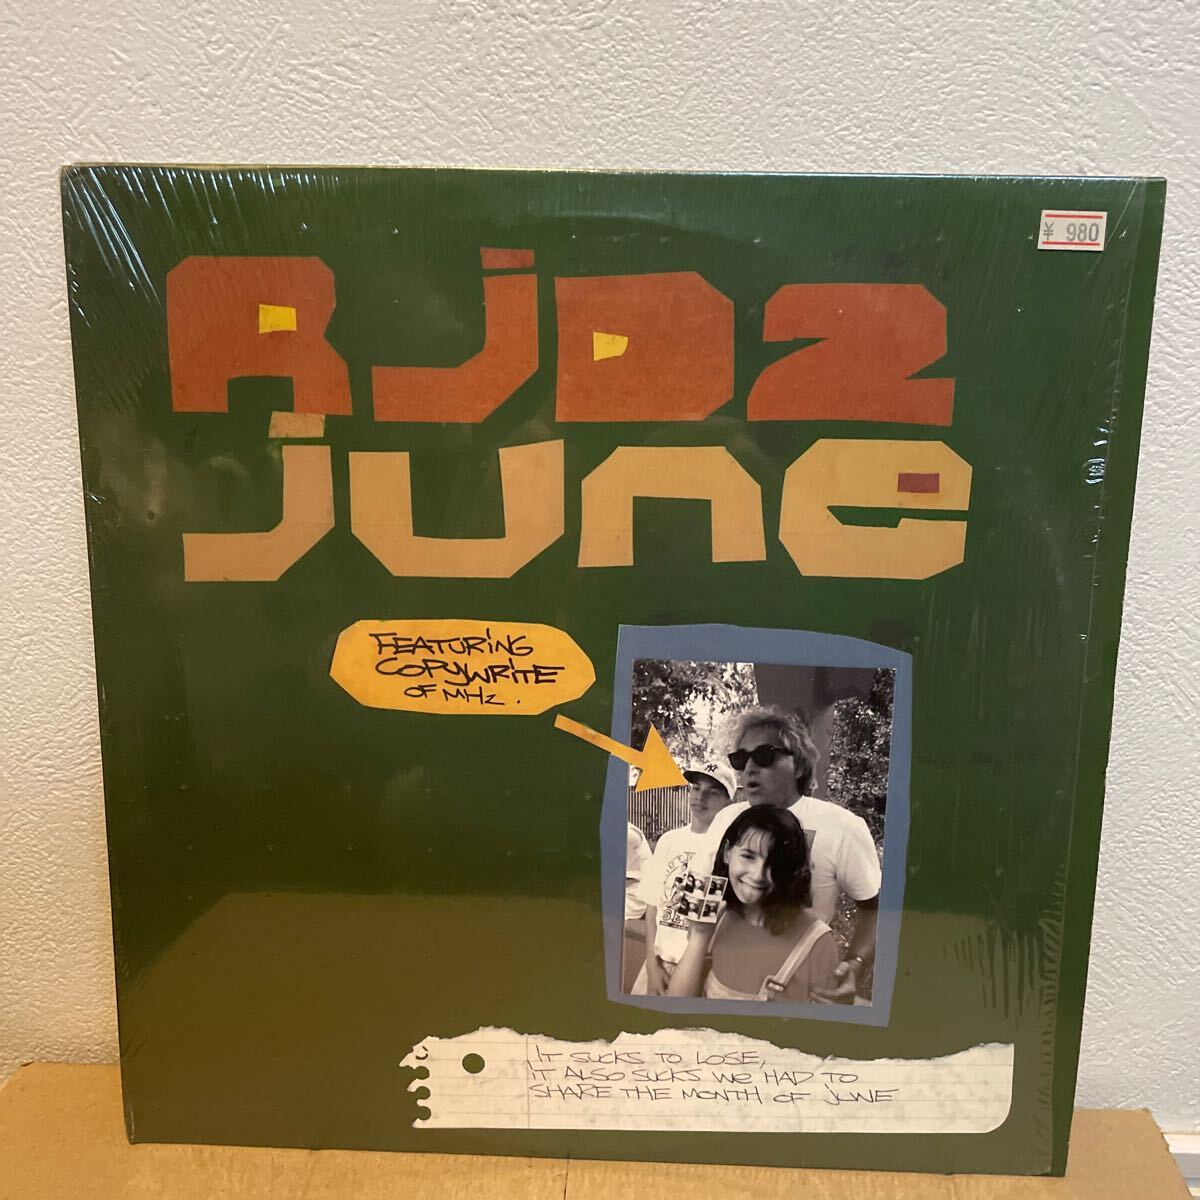 ¥ 980
RJD2
june
FEATURING
COPYWRITE
OF MHz.
IT SUCKS TO LOSE,
IT ALSO SUCKS WE HAD TO
SHARE THE MONTH OF JUNE